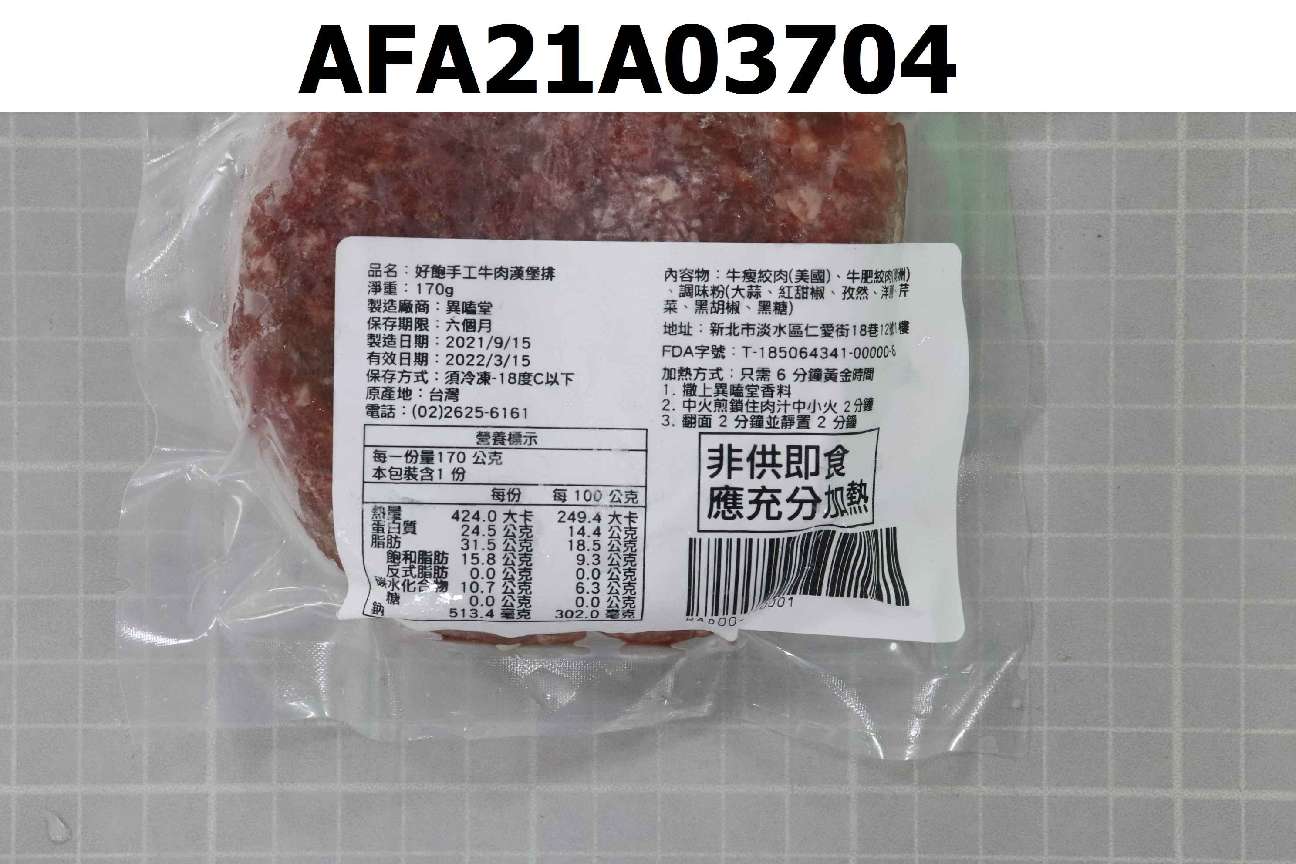 AFA21A03704
品名：好飽手工牛肉漢堡排
淨重：170g
製造廠商：異嗑堂
保存期限：六個月
製造日期：2021/9/15
有效日期：2022/3/15
保存方式：須冷凍-18度C以下
原產地：台灣
電話：(02)2625-6161
營養標示
每一份量170 公克
本包裝含1 份
每份 每 100 公克
熱量 424.0 大卡 249.4 大卡
蛋白質 24.5 公克 14.4 公克
脂肪 31.5 公克 18.5 公克
飽和脂肪 15.8 公克 9.3 公克
反式脂肪 0.0 公克 0.0 公克
碳水化合物 10.7 公克 6.3 公克
糖 0.0 公克 0.0 公克
鈉 513.4 毫克 302.0 毫克
內容物：牛瘦絞肉(美國)、牛肥絞肉
、調味粉(大蒜、紅甜椒、孜然、洋、芹
菜、黑胡椒、黑糖)
地址：新北市淡水區仁愛街18巷12樓
FDA字號：T-185064341-00000-6
加熱方式：只需 6 分鐘黃金時間
1. 撒上異嗑堂香料
2. 中火煎鎖住肉汁中小火 2分鐘
3. 翻面 2 分鐘並靜置 2 分鐘
非供即食
應充分加熱